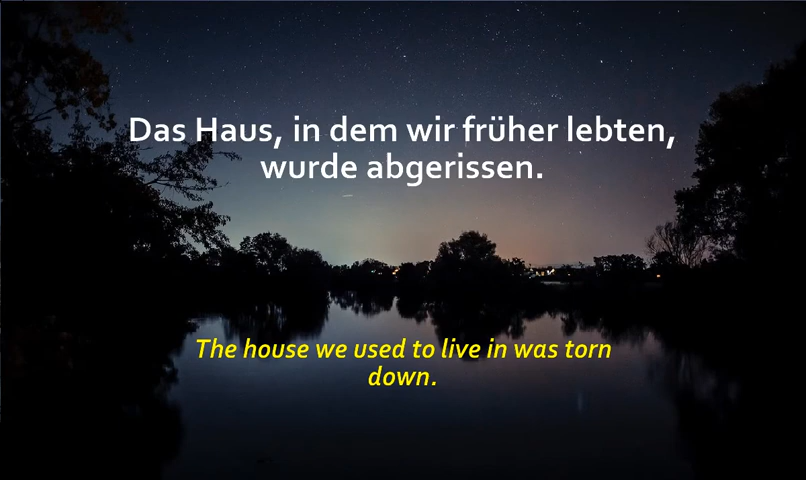 Das Haus, in dem wir früher lebten,
wurde abgerissen.
The house we used to live in was torn
down.